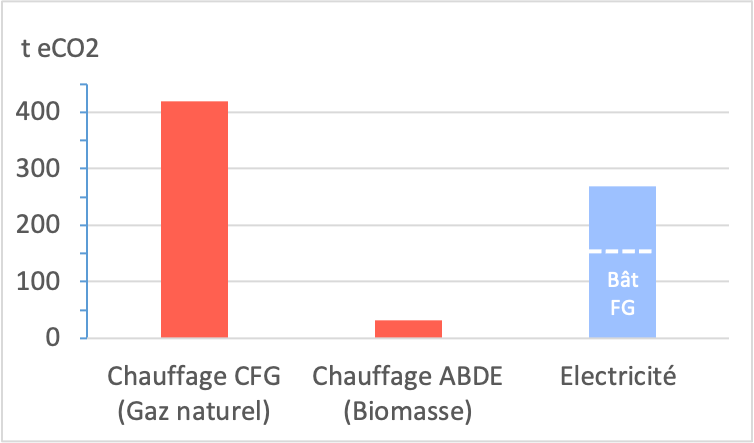 t eCO2
400
300
200
100
0
Bât
FG
Chauffage CFG
(Gaz naturel)
Chauffage ABDE
(Biomasse)
Electricité